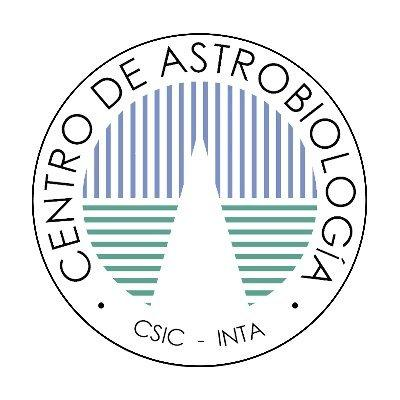 CENTRO DE ASTROBIOLOGÍA
CSIC - INTA